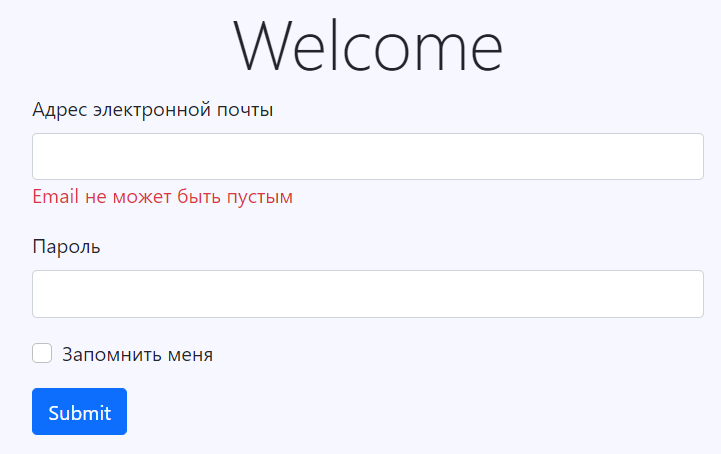 Welcome
Адрес электронной почты
Email не может быть пустым
Пароль
Запомнить меня
Submit